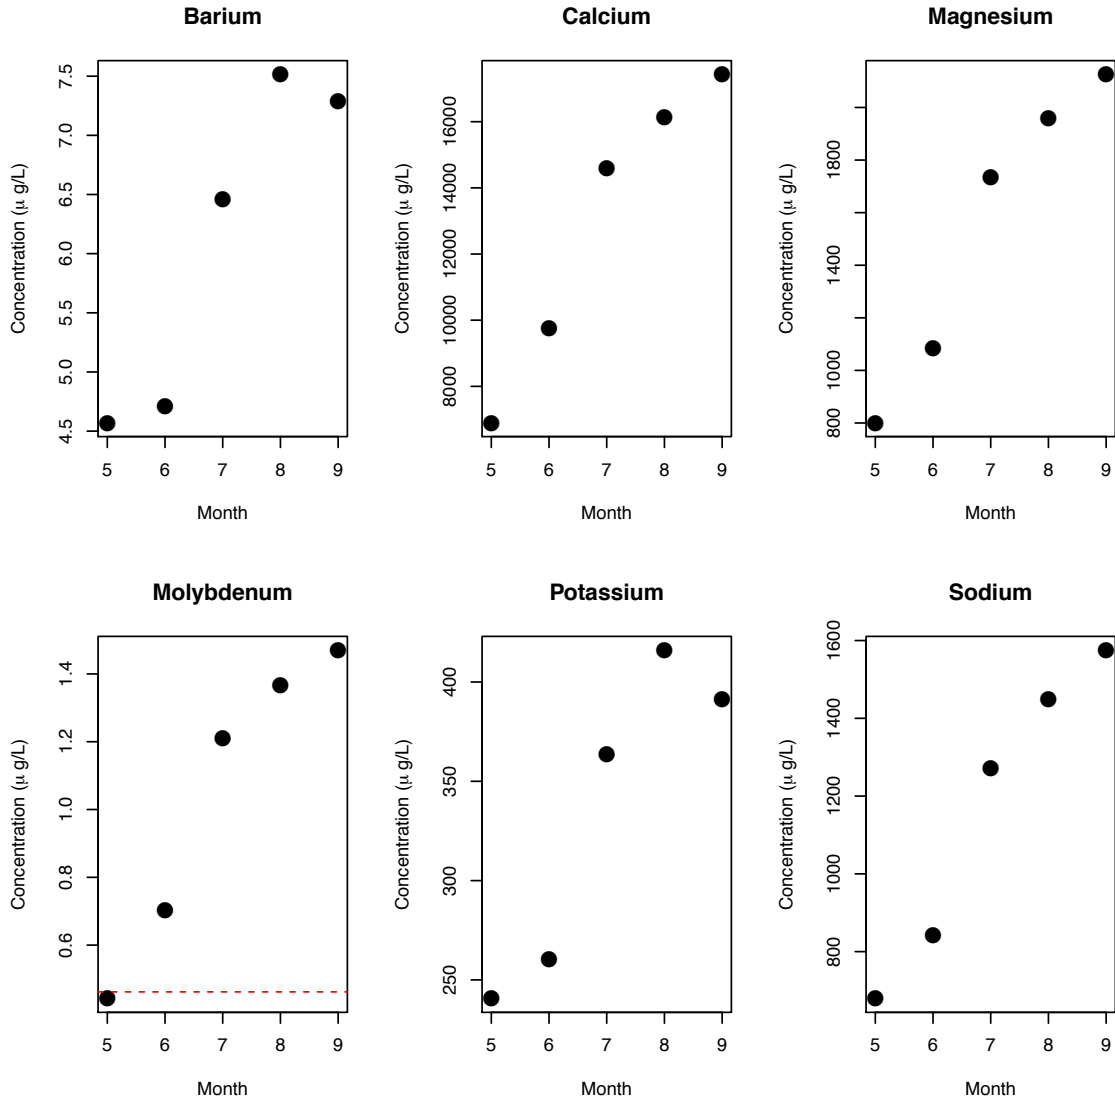 Barium
Concentration (μ g/L)
7.5
7.0
6.5
6.0
5.5
5.0
4.5
5 6 7 8 9
Month
Calcium
Concentration (μ g/L)
16000
14000
12000
10000
8000
5 6 7 8 9
Month
Magnesium
Concentration (μ g/L)
1800
1400
1000
800
5 6 7 8 9
Month
Molybdenum
Concentration (μ g/L)
1.4
1.2
1.0
0.8
0.6
5 6 7 8 9
Month
Potassium
Concentration (μ g/L)
400
350
300
250
5 6 7 8 9
Month
Sodium
Concentration (μ g/L)
1600
1400
1200
1000
800
5 6 7 8 9
Month